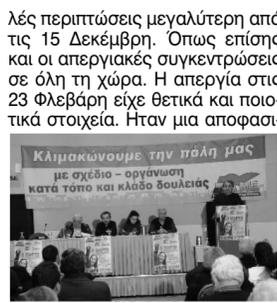 λές περιπτώσεις μεγαλύτερη από
τις 15 Δεκέμβρη. Όπως επίσης
και οι απεργιακές συγκεντρώσεις
σε όλη τη χώρα. Η απεργία στις
23 Φλεβάρη είχε θετικά και ποιο-
τικά στοιχεία. Ηταν μια αποφασι-
Κλιμακώνουμε την πάλη μας
με σχέδιο - οργάνωση
κατά τόπο και κλάδο δουλειάς